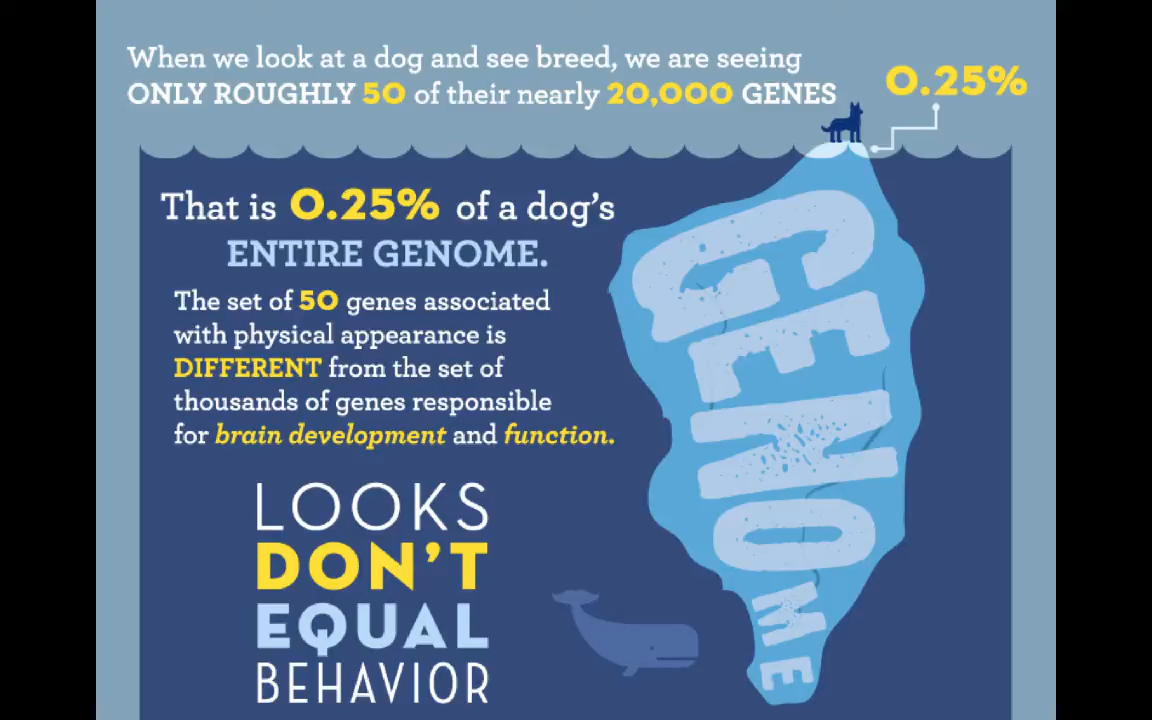 When we look at a dog and see breed, we are seeing
ONLY ROUGHLY 50 of their nearly 20,000 GENES
0.25%
That is 0.25% of a dog's
ENTIRE GENOME.
The set of 50 genes associated
with physical appearance is
DIFFERENT from the set of
thousands of genes responsible
for brain development and function.
LOOKS
DON'T
EQUAL
BEHAVIOR
GENOME